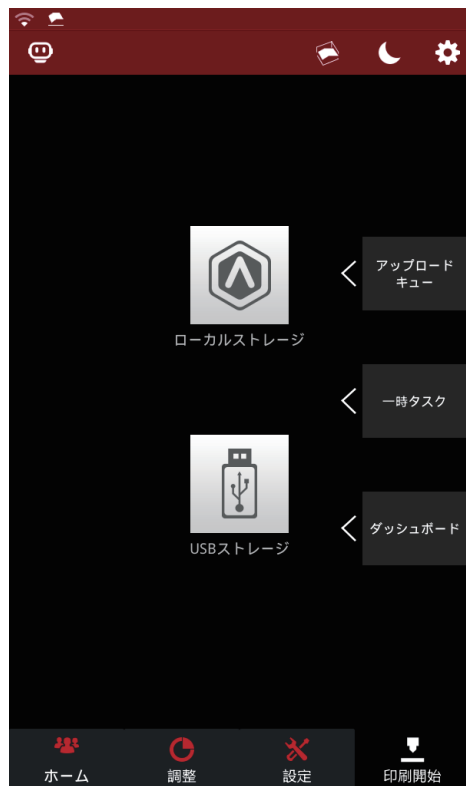 アップロード
キュー
ローカルストレージ
一時タスク
ダッシュボード
USBストレージ
ホーム
調整
設定
印刷開始